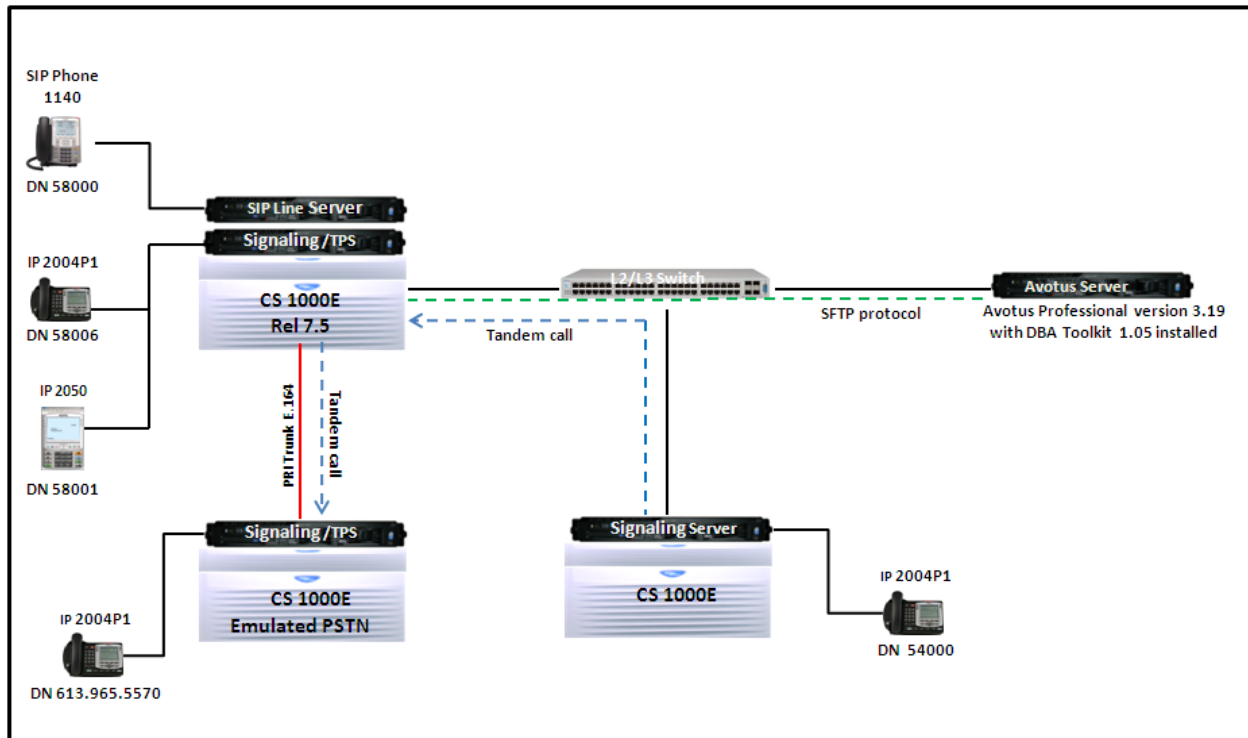 SIP Phone
1140
DN 58000
SIP Line Server
Signaling /TPS
IP 2004P1
DN 58006
CS 1000E
Rel 7.5
L2/L3 Switch
Avotus Server
SFTP protocol
Avotus Professional version 3.19
with DBA Toolkit 1.05 installed
Tandem call
IP 2050
DN 58001
PRI Trunk E.164
Tandem call
Signaling /TPS
CS 1000E
Emulated PSTN
IP 2004P1
DN 613.965.5570
Signaling Server
CS 1000E
IP 2004P1
DN 54000